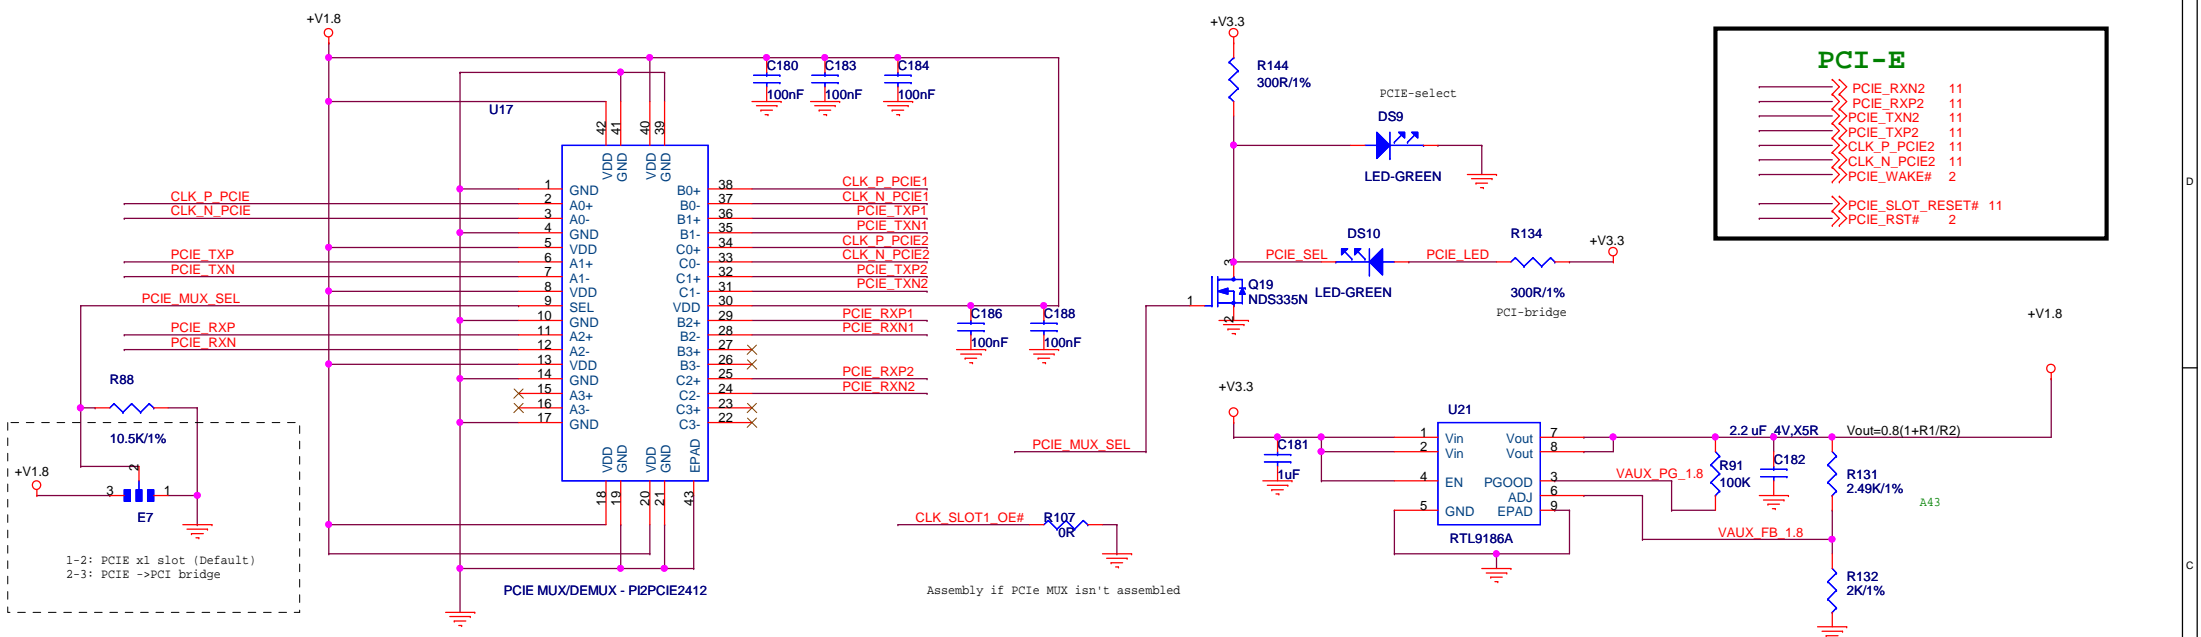 +V1.8
+V3.3
PCI-E
PCIE_RXN2 11
PCIE_RXP2 11
PCIE_TXN2 11
PCIE_TXP2 11
CLK_P_PCIE2 11
CLK_N_PCIE2 11
PCIE_WAKE# 2
PCIE_SLOT_RESET# 11
PCIE_RST# 2
C180
100nF
C183
100nF
C184
100nF
R144
300R/1%
PCIE-select
DS9
LED-GREEN
U17
42 41 40 39
VDD GND VDD GND
CLK_P_PCIE
CLK_N_PCIE
PCIE_TXP
PCIE_TXN
PCIE_MUX_SEL
PCIE_RXP
PCIE_RXN
1 GND
2 A0+
3 A0-
4 GND
5 VDD
6 A1+
7 A1-
8 VDD
9 SEL
10 GND
11 A2+
12 A2-
13 VDD
14 GND
15 A3+
16 A3-
17 GND
B0+ 38 CLK_P_PCIE1
B0- 37 CLK_N_PCIE1
B1+ 36 PCIE_TXP1
B1- 35 PCIE_TXN1
C0+ 34 CLK_P_PCIE2
C0- 33 CLK_N_PCIE2
C1+ 32 PCIE_TXP2
C1- 31 PCIE_TXN2
VDD 30
B2+ 29 PCIE_RXP1
B2- 28 PCIE_RXN1
B3+ 27
B3- 26
C2+ 25 PCIE_RXP2
C2- 24 PCIE_RXN2
C3+ 23
C3- 22
VDD GND VDD GND EPAD
18 19 20 21 43
PCIE MUX/DEMUX - PI2PCIE2412
C186
100nF
C188
100nF
PCIE_SEL
DS10
LED-GREEN
PCIE_LED
R134
300R/1%
PCI-bridge
+V3.3
3
1
2
Q19
NDS335N
PCIE_MUX_SEL
R88
10.5K/1%
+V1.8
3
2
1
E7
1-2: PCIE x1 slot (Default)
2-3: PCIE ->PCI bridge
CLK_SLOT1_OE#
R107
0R
Assembly if PCIe MUX isn't assembled
+V3.3
C181
1uF
U21
1 Vin
2 Vin
4 EN
5 GND
Vout 7
Vout 8
PGOOD 3
ADJ 6
EPAD 9
RTL9186A
VAUX_PG_1.8
VAUX_FB_1.8
2.2 uF ,4V,X5R
R91
100K
C182
Vout=0.8(1+R1/R2)
R131
2.49K/1%
R132
2K/1%
+V1.8
A43
D
C